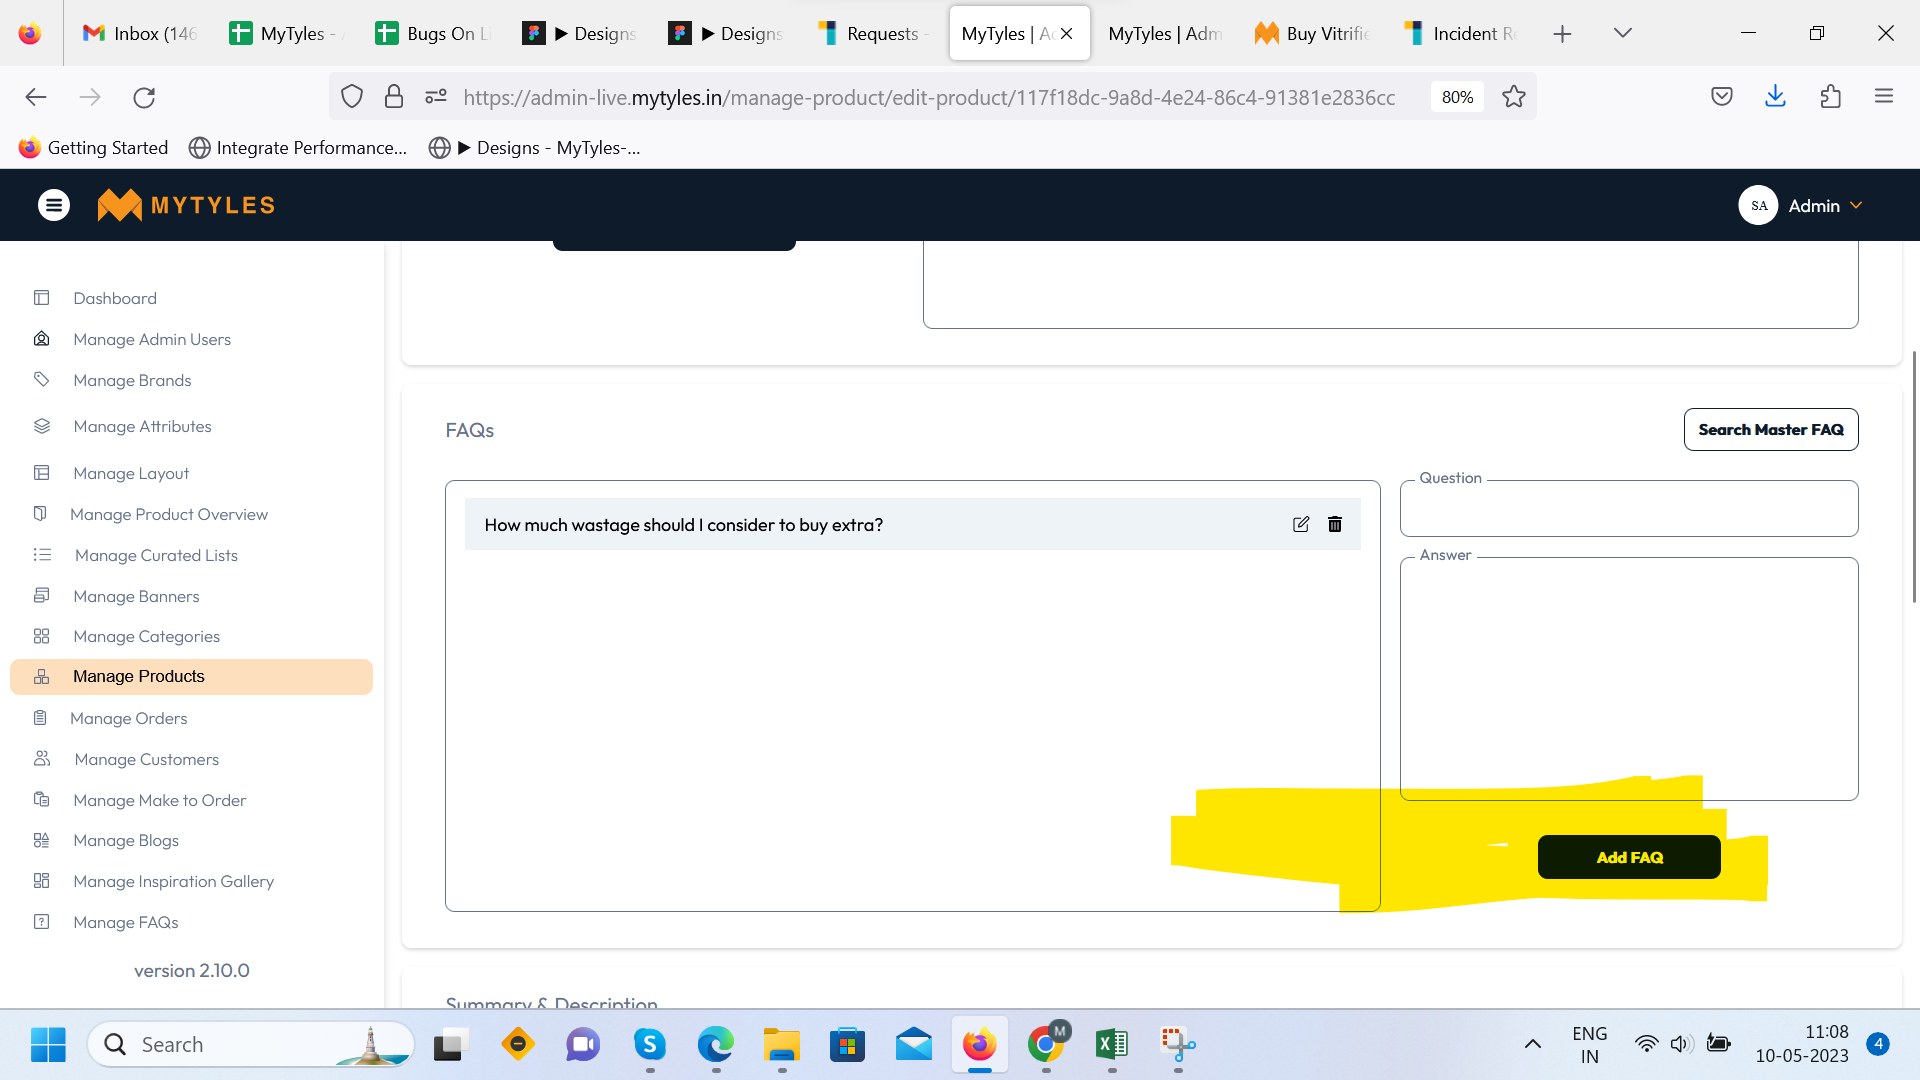 Inbox (146
MyTyles -
Bugs On Li
▶ Designs
▶ Designs
Requests -
MyTyles | Ad
MyTyles | Adm
Buy Vitrifie
Incident Re
https://admin-live.mytyles.in/manage-product/edit-product/117f18dc-9a8d-4e24-86c4-91381e2836cc
80%
Getting Started
Integrate Performance...
▶ Designs - MyTyles-...
MYTYLES
SA
Admin
Dashboard
Manage Admin Users
Manage Brands
Manage Attributes
Manage Layout
Manage Product Overview
Manage Curated Lists
Manage Banners
Manage Categories
Manage Products
Manage Orders
Manage Customers
Manage Make to Order
Manage Blogs
Manage Inspiration Gallery
Manage FAQs
version 2.10.0
FAQs
Search Master FAQ
How much wastage should I consider to buy extra?
Question
Answer
Add FAQ
Summary & Description
Search
M
ENG
IN
11:08
10-05-2023
4